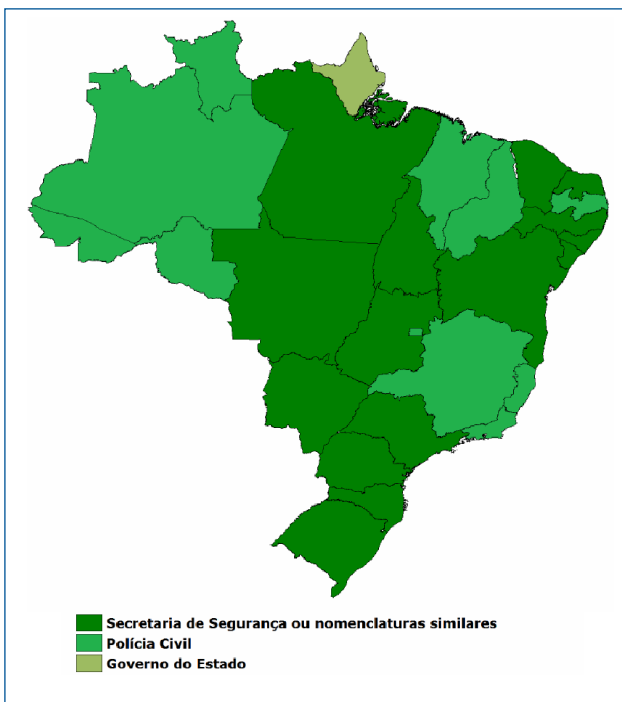 Secretaria de Segurança ou nomenclaturas similares
Polícia Civil
Governo do Estado